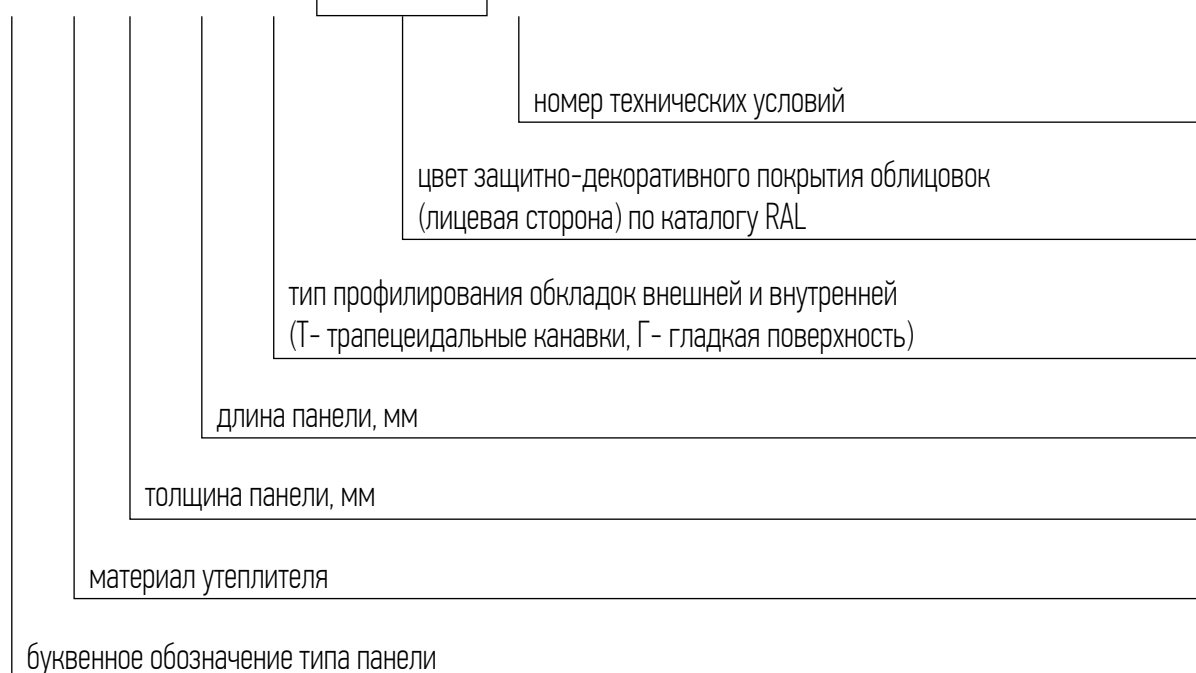 номер технических условий
цвет защитно-декоративного покрытия облицовок
(лицевая сторона) по каталогу RAL
тип профилирования обкладок внешней и внутренней
(Т- трапецеидальные канавки, Г- гладкая поверхность)
длина панели, мм
толщина панели, мм
материал утеплителя
буквенное обозначение типа панели